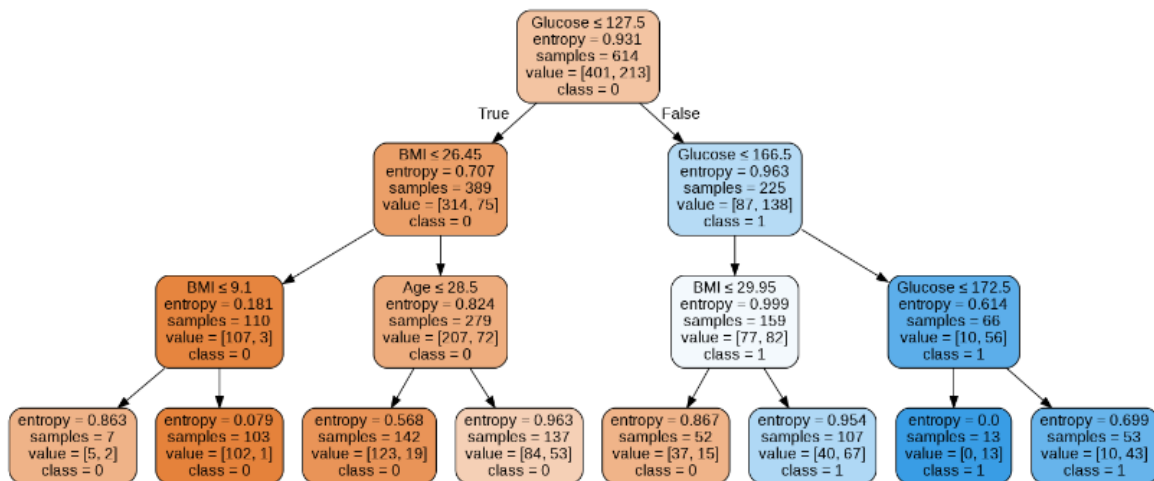 Glucose ≤ 127.5
entropy = 0.931
samples = 614
value = [401, 213]
class = 0
True
False
BMI ≤ 26.45
entropy = 0.707
samples = 389
value = [314, 75]
class = 0
Glucose ≤ 166.5
entropy = 0.963
samples = 225
value = [87, 138]
class = 1
BMI ≤ 9.1
entropy = 0.181
samples = 110
value = [107, 3]
class = 0
Age ≤ 28.5
entropy = 0.824
samples = 279
value = [207, 72]
class = 0
BMI ≤ 29.95
entropy = 0.999
samples = 159
value = [77, 82]
class = 1
Glucose ≤ 172.5
entropy = 0.614
samples = 66
value = [10, 56]
class = 1
entropy = 0.863
samples = 7
value = [5, 2]
class = 0
entropy = 0.079
samples = 103
value = [102, 1]
class = 0
entropy = 0.568
samples = 142
value = [123, 19]
class = 0
entropy = 0.963
samples = 137
value = [84, 53]
class = 0
entropy = 0.867
samples = 52
value = [37, 15]
class = 0
entropy = 0.954
samples = 107
value = [40, 67]
class = 1
entropy = 0.0
samples = 13
value = [0, 13]
class = 1
entropy = 0.699
samples = 53
value = [10, 43]
class = 1